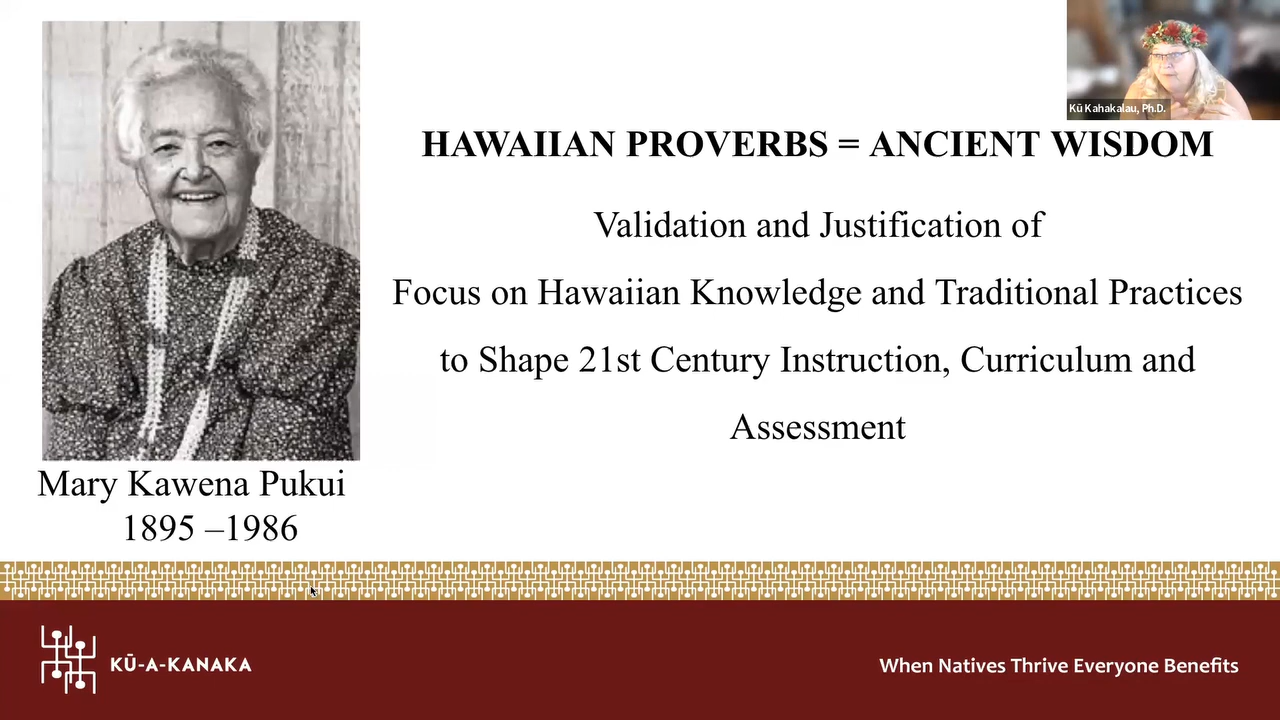 Kū Kahakalau, Ph.D.
HAWAIIAN PROVERBS = ANCIENT WISDOM
Validation and Justification of
Focus on Hawaiian Knowledge and Traditional Practices
to Shape 21st Century Instruction, Curriculum and
Assessment
Mary Kawena Pukui
1895 –1986
KŪ-A-KANAKA
When Natives Thrive Everyone Benefits